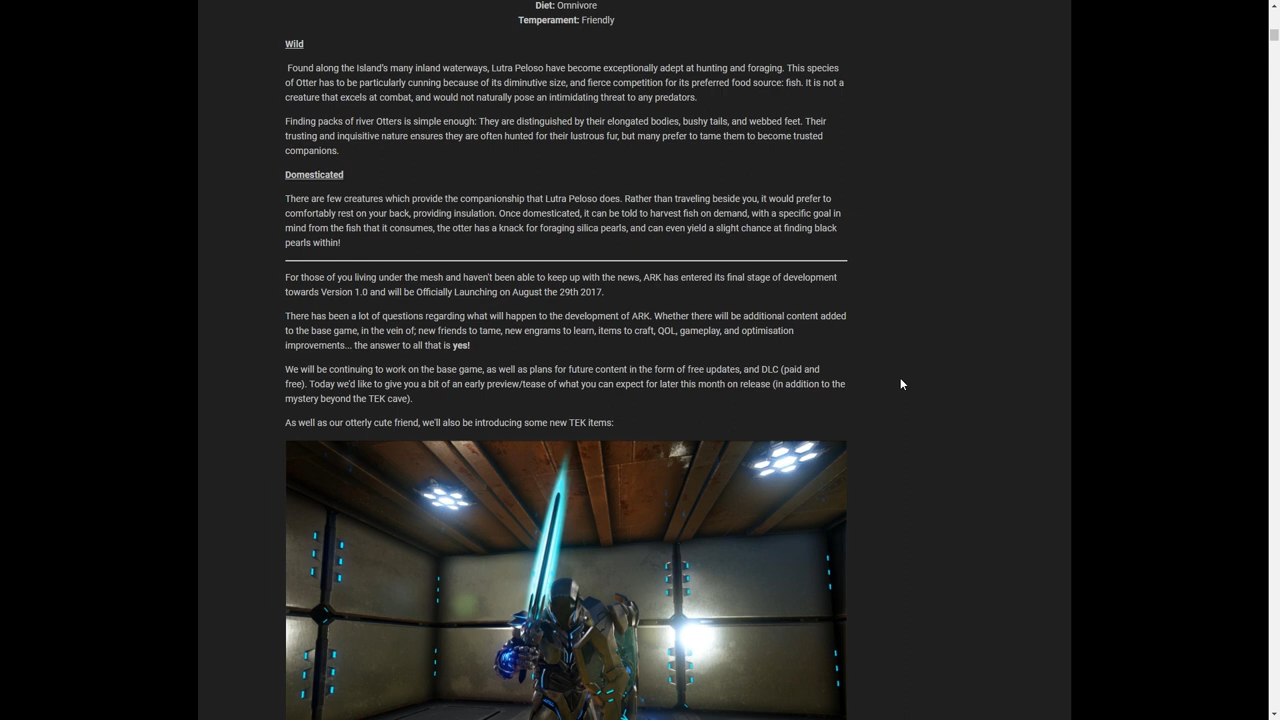 Diet: Omnivore
Temperament: Friendly
Wild
Found along the Island's many inland waterways, Lutra Peloso have become exceptionally adept at hunting and foraging. This species
of Otter has to be particularly cunning because of its diminutive size, and fierce competition for its preferred food source: fish. It is not a
creature that excels at combat, and would not naturally pose an intimidating threat to any predators.
Finding packs of river Otters is simple enough: They are distinguished by their elongated bodies, bushy tails, and webbed feet. Their
trusting and inquisitive nature ensures they are often hunted for their lustrous fur, but many prefer to tame them to become trusted
companions.
Domesticated
There are few creatures which provide the companionship that Lutra Peloso does. Rather than traveling beside you, it would prefer to
comfortably rest on your back, providing insulation. Once domesticated, it can be told to harvest fish on demand, with a specific goal in
mind from the fish that it consumes, the otter has a knack for foraging silica pearls, and can even yield a slight chance at finding black
pearls within!
For those of you living under the mesh and haven't been able to keep up with the news, ARK has entered its final stage of development
towards Version 1.0 and will be Officially Launching on August the 29th 2017.
There has been a lot of questions regarding what will happen to the development of ARK. Whether there will be additional content added
to the base game, in the vein of; new friends to tame, new engrams to learn, items to craft, QOL, gameplay, and optimisation
improvements... the answer to all that is yes!
We will be continuing to work on the base game, as well as plans for future content in the form of free updates, and DLC (paid and
free). Today we'd like to give you a bit of an early preview/tease of what you can expect for later this month on release (in addition to the
mystery beyond the TEK cave).
As well as our otterly cute friend, we'll also be introducing some new TEK items: